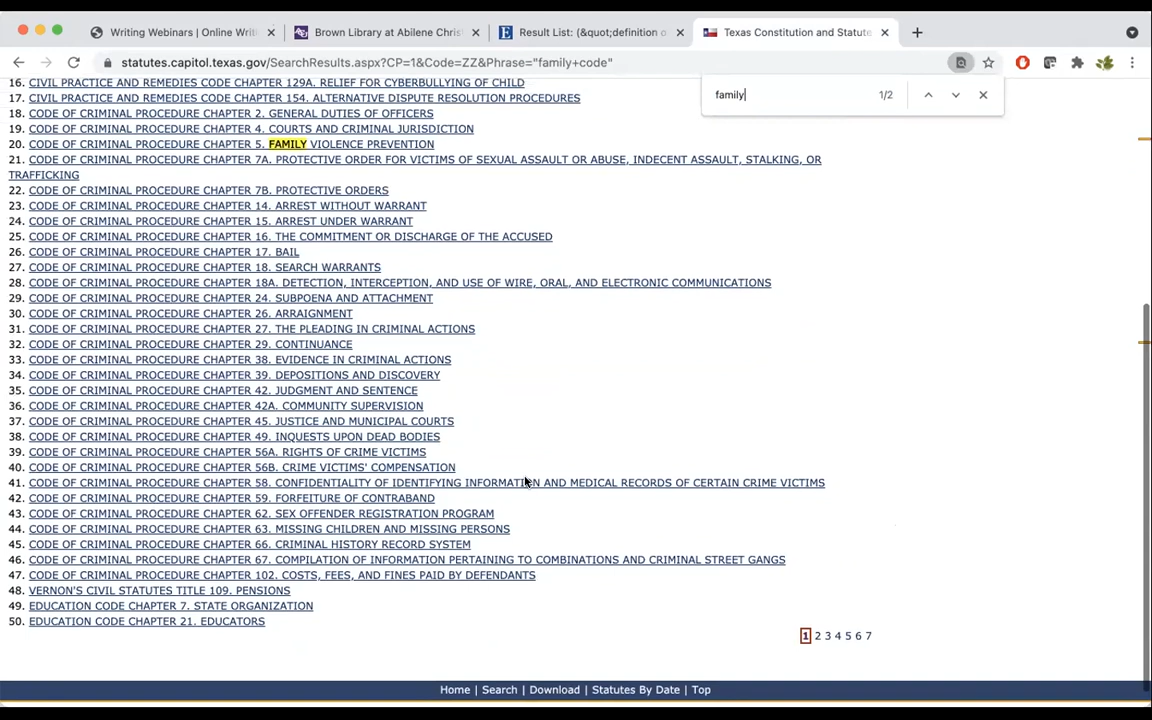 Writing Webinars | Online Writi
Brown Library at Abilene Chris
Result List: (&quot;definition o
Texas Constitution and Statute
statutes.capitol.texas.gov/SearchResults.aspx?CP=1&Code=ZZ&Phrase="family+code"
family 1/2
16. CIVIL PRACTICE AND REMEDIES CODE CHAPTER 129A. RELIEF FOR CYBERBULLYING OF CHILD
17. CIVIL PRACTICE AND REMEDIES CODE CHAPTER 154. ALTERNATIVE DISPUTE RESOLUTION PROCEDURES
18. CODE OF CRIMINAL PROCEDURE CHAPTER 2. GENERAL DUTIES OF OFFICERS
19. CODE OF CRIMINAL PROCEDURE CHAPTER 4. COURTS AND CRIMINAL JURISDICTION
20. CODE OF CRIMINAL PROCEDURE CHAPTER 5. FAMILY VIOLENCE PREVENTION
21. CODE OF CRIMINAL PROCEDURE CHAPTER 7A. PROTECTIVE ORDER FOR VICTIMS OF SEXUAL ASSAULT OR ABUSE, INDECENT ASSAULT, STALKING, OR
TRAFFICKING
22. CODE OF CRIMINAL PROCEDURE CHAPTER 7B. PROTECTIVE ORDERS
23. CODE OF CRIMINAL PROCEDURE CHAPTER 14. ARREST WITHOUT WARRANT
24. CODE OF CRIMINAL PROCEDURE CHAPTER 15. ARREST UNDER WARRANT
25. CODE OF CRIMINAL PROCEDURE CHAPTER 16. THE COMMITMENT OR DISCHARGE OF THE ACCUSED
26. CODE OF CRIMINAL PROCEDURE CHAPTER 17. BAIL
27. CODE OF CRIMINAL PROCEDURE CHAPTER 18. SEARCH WARRANTS
28. CODE OF CRIMINAL PROCEDURE CHAPTER 18A. DETECTION, INTERCEPTION, AND USE OF WIRE, ORAL, AND ELECTRONIC COMMUNICATIONS
29. CODE OF CRIMINAL PROCEDURE CHAPTER 24. SUBPOENA AND ATTACHMENT
30. CODE OF CRIMINAL PROCEDURE CHAPTER 26. ARRAIGNMENT
31. CODE OF CRIMINAL PROCEDURE CHAPTER 27. THE PLEADING IN CRIMINAL ACTIONS
32. CODE OF CRIMINAL PROCEDURE CHAPTER 29. CONTINUANCE
33. CODE OF CRIMINAL PROCEDURE CHAPTER 38. EVIDENCE IN CRIMINAL ACTIONS
34. CODE OF CRIMINAL PROCEDURE CHAPTER 39. DEPOSITIONS AND DISCOVERY
35. CODE OF CRIMINAL PROCEDURE CHAPTER 42. JUDGMENT AND SENTENCE
36. CODE OF CRIMINAL PROCEDURE CHAPTER 42A. COMMUNITY SUPERVISION
37. CODE OF CRIMINAL PROCEDURE CHAPTER 45. JUSTICE AND MUNICIPAL COURTS
38. CODE OF CRIMINAL PROCEDURE CHAPTER 49. INQUESTS UPON DEAD BODIES
39. CODE OF CRIMINAL PROCEDURE CHAPTER 56A. RIGHTS OF CRIME VICTIMS
40. CODE OF CRIMINAL PROCEDURE CHAPTER 56B. CRIME VICTIMS' COMPENSATION
41. CODE OF CRIMINAL PROCEDURE CHAPTER 58. CONFIDENTIALITY OF IDENTIFYING INFORMATION AND MEDICAL RECORDS OF CERTAIN CRIME VICTIMS
42. CODE OF CRIMINAL PROCEDURE CHAPTER 59. FORFEITURE OF CONTRABAND
43. CODE OF CRIMINAL PROCEDURE CHAPTER 62. SEX OFFENDER REGISTRATION PROGRAM
44. CODE OF CRIMINAL PROCEDURE CHAPTER 63. MISSING CHILDREN AND MISSING PERSONS
45. CODE OF CRIMINAL PROCEDURE CHAPTER 66. CRIMINAL HISTORY RECORD SYSTEM
46. CODE OF CRIMINAL PROCEDURE CHAPTER 67. COMPILATION OF INFORMATION PERTAINING TO COMBINATIONS AND CRIMINAL STREET GANGS
47. CODE OF CRIMINAL PROCEDURE CHAPTER 102. COSTS, FEES, AND FINES PAID BY DEFENDANTS
48. VERNON'S CIVIL STATUTES TITLE 109. PENSIONS
49. EDUCATION CODE CHAPTER 7. STATE ORGANIZATION
50. EDUCATION CODE CHAPTER 21. EDUCATORS
1 2 3 4 5 6 7
Home | Search | Download | Statutes By Date | Top